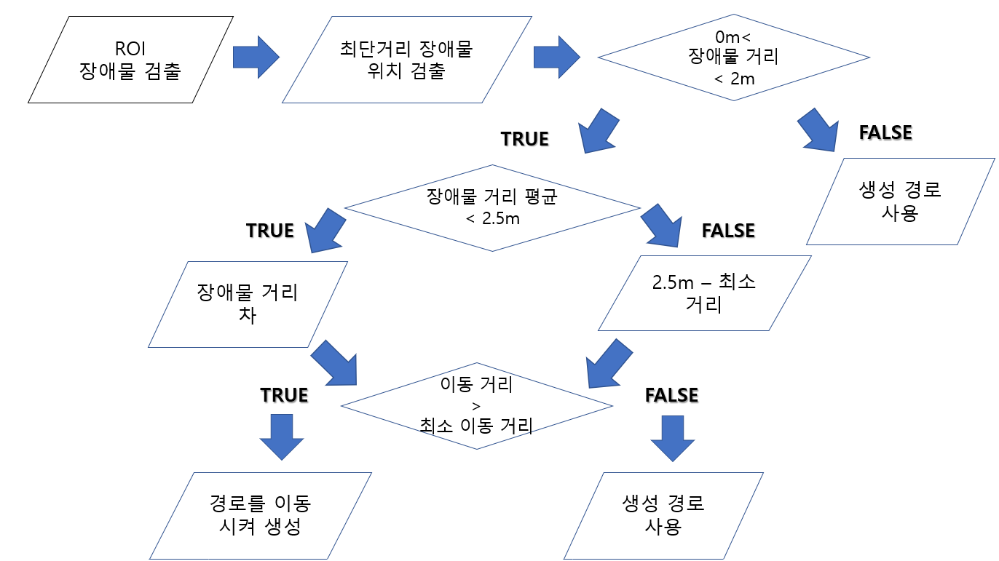 ROI
장애물 검출
최단거리 장애물
위치 검출
0m<
장애물 거리
< 2m
TRUE
FALSE
생성 경로
사용
장애물 거리 평균
< 2.5m
TRUE
FALSE
장애물 거리
차
2.5m – 최소
거리
이동 거리
>
최소 이동 거리
TRUE
FALSE
경로를 이동
시켜 생성
생성 경로
사용